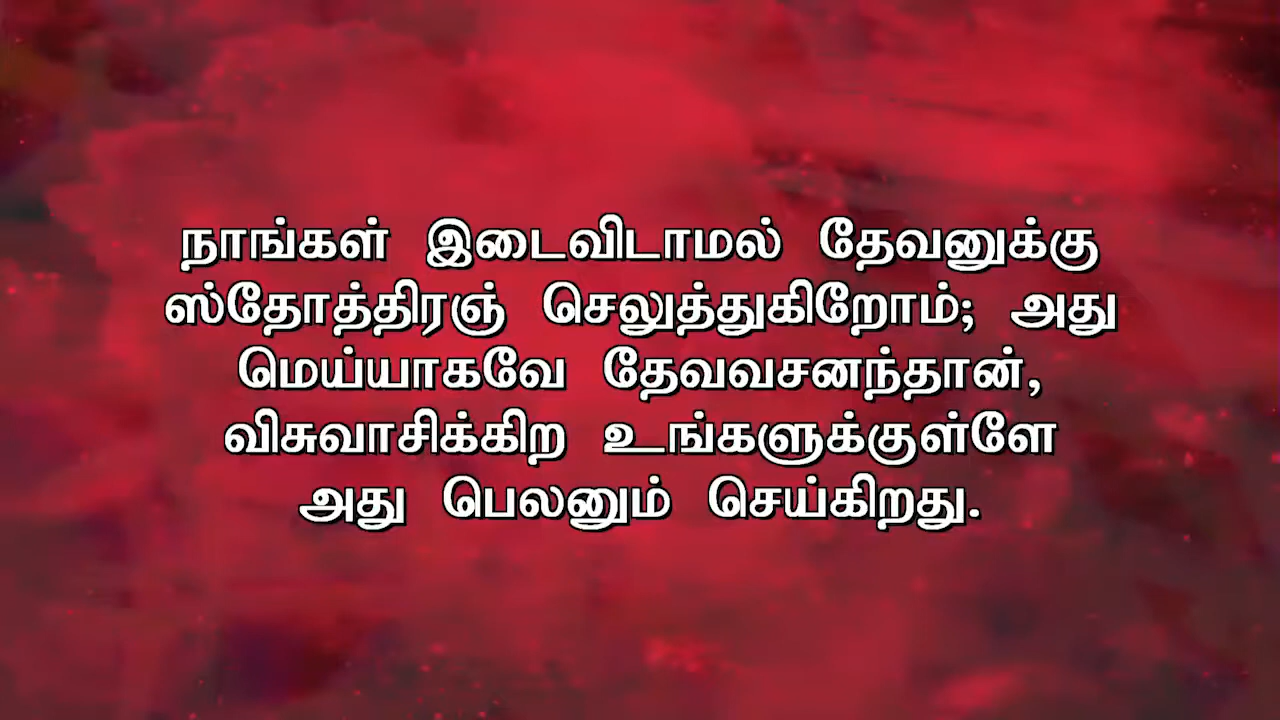 நாங்கள் இடைவிடாமல் தேவனுக்கு
ஸ்தோத்திரஞ் செலுத்துகிறோம்; அது
மெய்யாகவே தேவவசனந்தான்,
விசுவாசிக்கிற உங்களுக்குள்ளே
அது பெலனும் செய்கிறது.